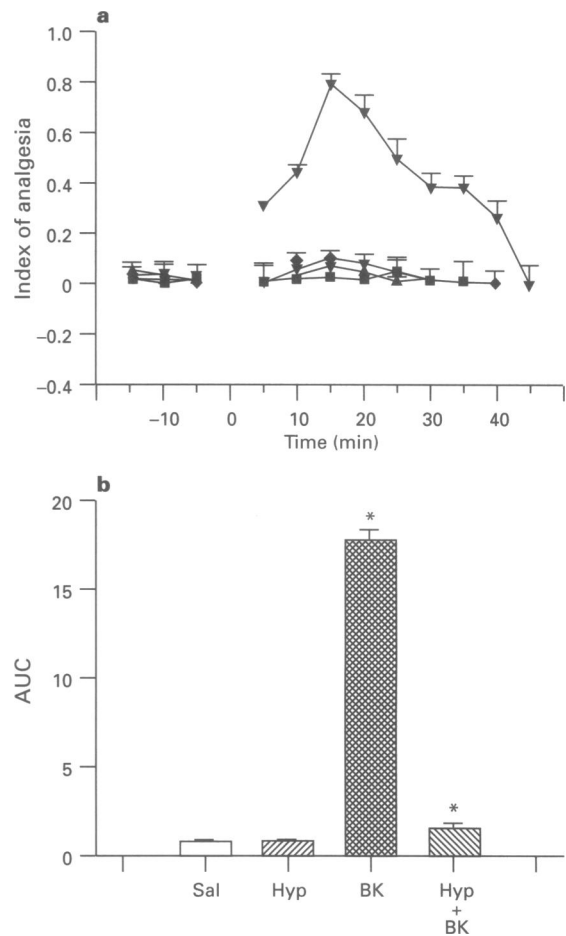 a
1.0
0.8
0.6
0.4
0.2
0
−0.2
−0.4
Index of analgesia
−10 0 10 20 30 40
Time (min)
b
20
15
10
5
0
AUC
*
*
Sal Hyp BK Hyp
+
BK